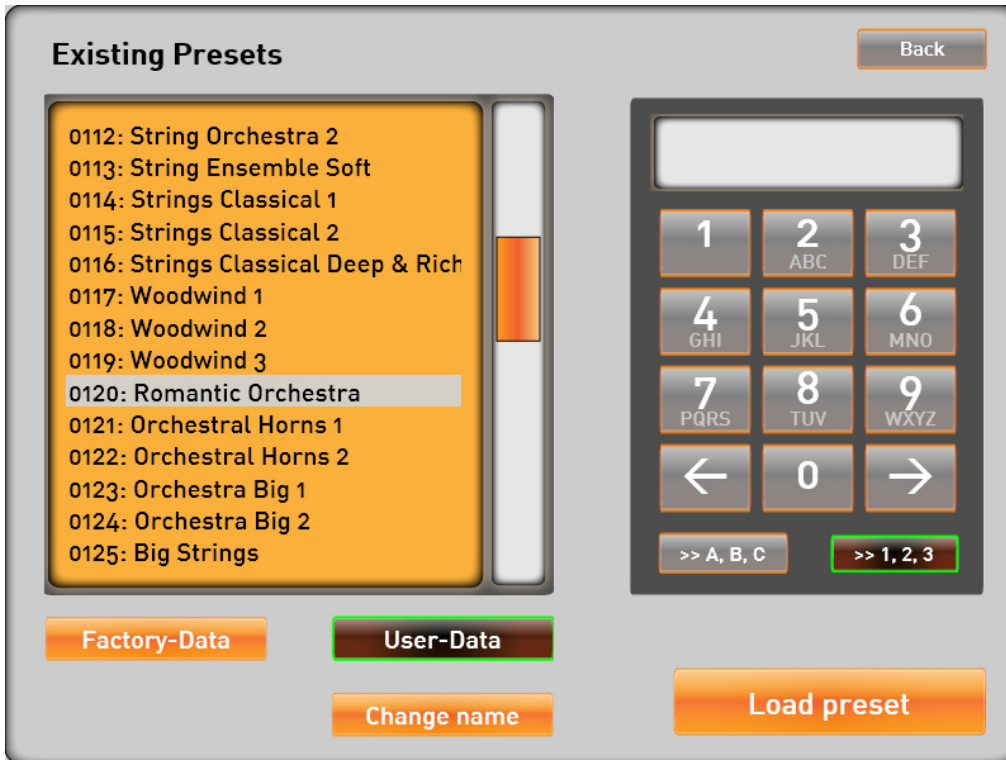 Existing Presets
Back
0112: String Orchestra 2
0113: String Ensemble Soft
0114: Strings Classical 1
0115: Strings Classical 2
0116: Strings Classical Deep & Rich
0117: Woodwind 1
0118: Woodwind 2
0119: Woodwind 3
0120: Romantic Orchestra
0121: Orchestral Horns 1
0122: Orchestral Horns 2
0123: Orchestra Big 1
0124: Orchestra Big 2
0125: Big Strings
1 2 3
ABC DEF
4 5 6
GHI JKL MNO
7 8 9
PQRS TUV WXYZ
← 0 →
>> A, B, C >> 1, 2, 3
Factory-Data User-Data
Change name
Load preset